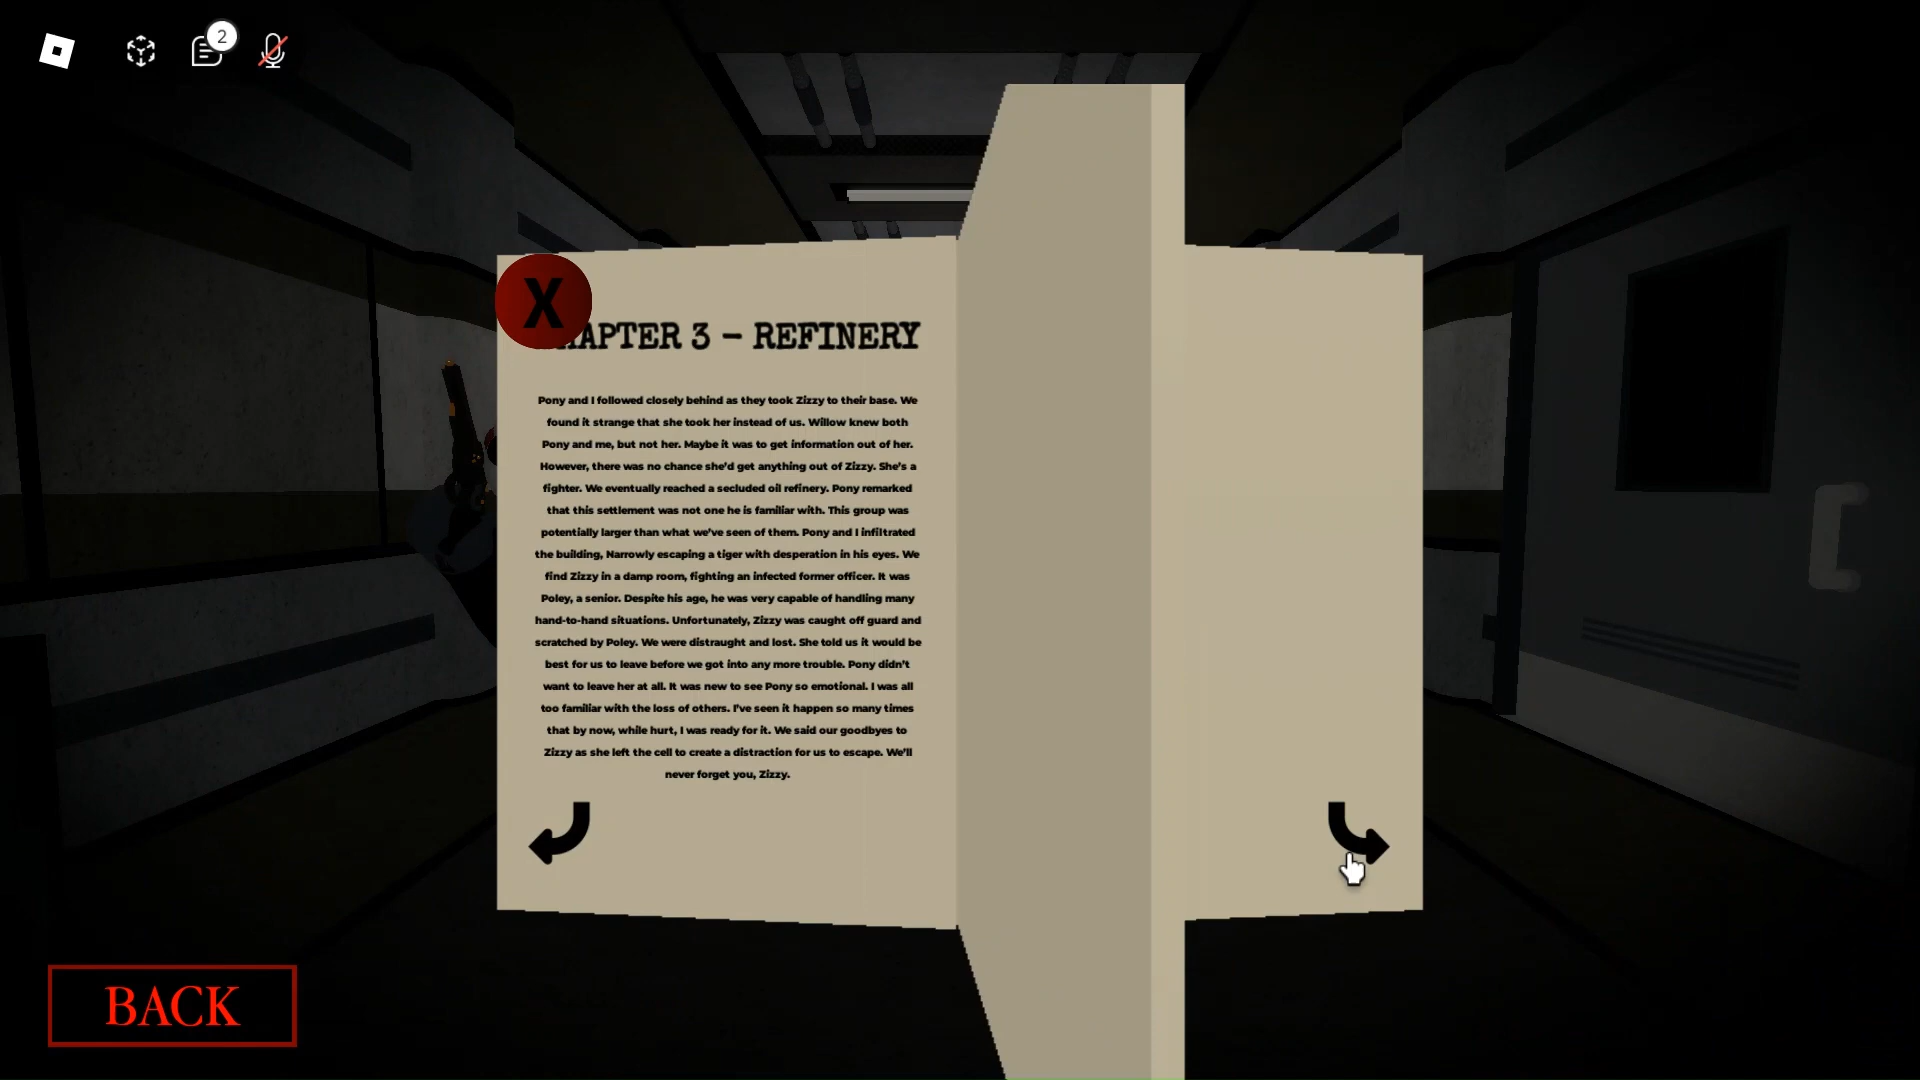 2
X
APTER 3 - REFINERY
Pony and I followed closely behind as they took Zizzy to their base. We
found it strange that she took her instead of us. Willow knew both
Pony and me, but not her. Maybe it was to get information out of her.
However, there was no chance she'd get anything out of Zizzy. She's a
fighter. We eventually reached a secluded oil refinery. Pony remarked
that this settlement was not one he is familiar with. This group was
potentially larger than what we've seen of them. Pony and I infiltrated
the building, Narrowly escaping a tiger with desperation in his eyes. We
find Zizzy in a damp room, fighting an infected former officer. It was
Poley, a senior. Despite his age, he was very capable of handling many
hand-to-hand situations. Unfortunately, Zizzy was caught off guard and
scratched by Poley. We were distraught and lost. She told us it would be
best for us to leave before we got into any more trouble. Pony didn't
want to leave her at all. It was new to see Pony so emotional. I was all
too familiar with the loss of others. I've seen it happen so many times
that by now, while hurt, I was ready for it. We said our goodbyes to
Zizzy as she left the cell to create a distraction for us to escape. We'll
never forget you, Zizzy.
BACK